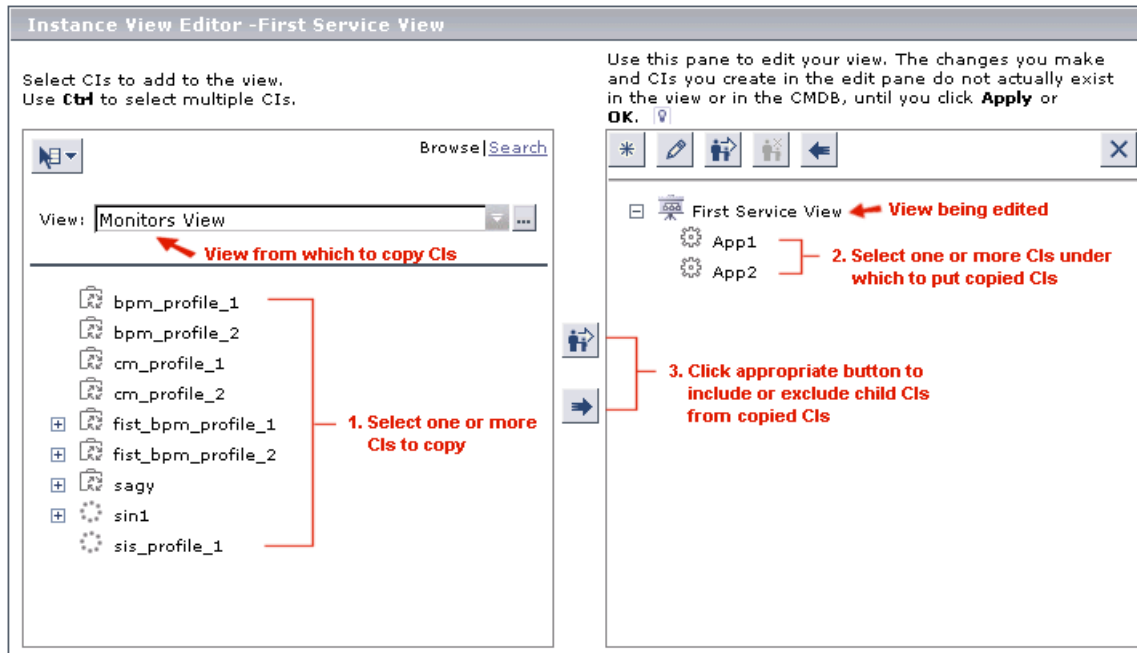 Instance View Editor -First Service View
Select CIs to add to the view.
Use Ctrl to select multiple CIs.
Browse|Search
View: Monitors View
...
View from which to copy CIs
bpm_profile_1
bpm_profile_2
cm_profile_1
cm_profile_2
fist_bpm_profile_1
fist_bpm_profile_2
sagy
sin1
sis_profile_1
1. Select one or more
CIs to copy
Use this pane to edit your view. The changes you make
and CIs you create in the edit pane do not actually exist
in the view or in the CMDB, until you click Apply or
OK.
First Service View
View being edited
App1
App2
2. Select one or more CIs under
which to put copied CIs
3. Click appropriate button to
include or exclude child CIs
from copied CIs